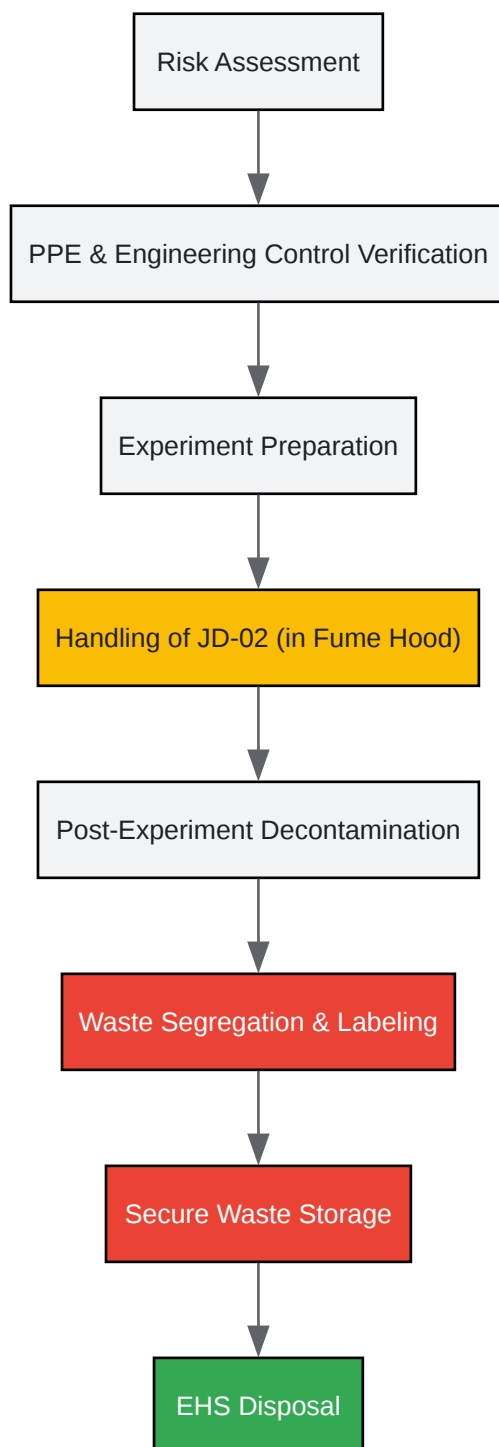 Risk Assessment
PPE & Engineering Control Verification
Experiment Preparation
Handling of JD-02 (in Fume Hood)
Post-Experiment Decontamination
Waste Segregation & Labeling
Secure Waste Storage
EHS Disposal